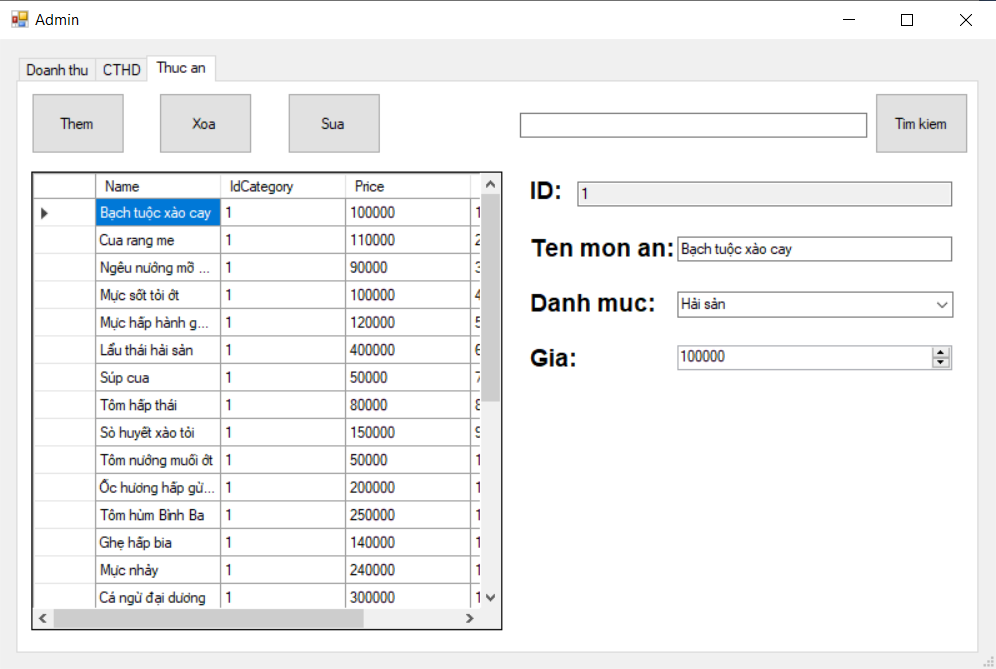 Admin
Doanh thu CTHD Thuc an
Them Xoa Sua Tim kiem
Name IdCategory Price
Bạch tuộc xào cay 1 100000 1
Cua rang me 1 110000 2
Ngêu nướng mỡ ... 1 90000 3
Mực sốt tỏi ớt 1 100000 4
Mực hấp hành g... 1 120000 5
Lẩu thái hải sản 1 400000 6
Súp cua 1 50000 7
Tôm hấp thái 1 80000 8
Sò huyết xào tỏi 1 150000 9
Tôm nướng muối ớt 1 50000 1
Ốc hương hấp gừ... 1 200000 1
Tôm hùm Bình Ba 1 250000 1
Ghẹ hấp bia 1 140000 1
Mực nháy 1 240000 1
Cá ngừ đại dương 1 300000 1
ID: 1
Ten mon an: Bạch tuộc xào cay
Danh muc: Hải sản
Gia: 100000